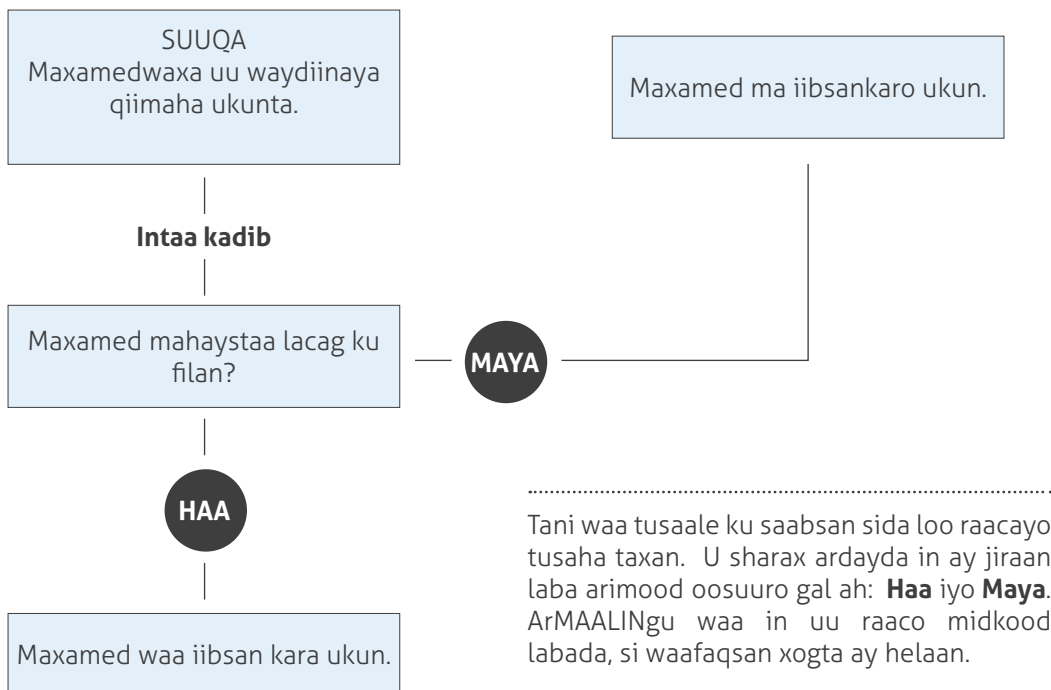 SUUQA
Maxamedwaxa uu waydiinaya
qiimaha ukunta.
Maxamed ma iibsankaro ukun.
Intaa kadib
Maxamed mahaystaa lacag ku
filan?
MAYA
HAA
Maxamed waa iibsan kara ukun.
Tani waa tusaale ku saabsan sida loo raacayo
tusaha taxan. U sharax ardayda in ay jiraan
laba arimood oosuuro gal ah: Haa iyo Maya.
ArMAALINgu waa in uu raaco midkood
labada, si waafaqsan xogta ay helaan.